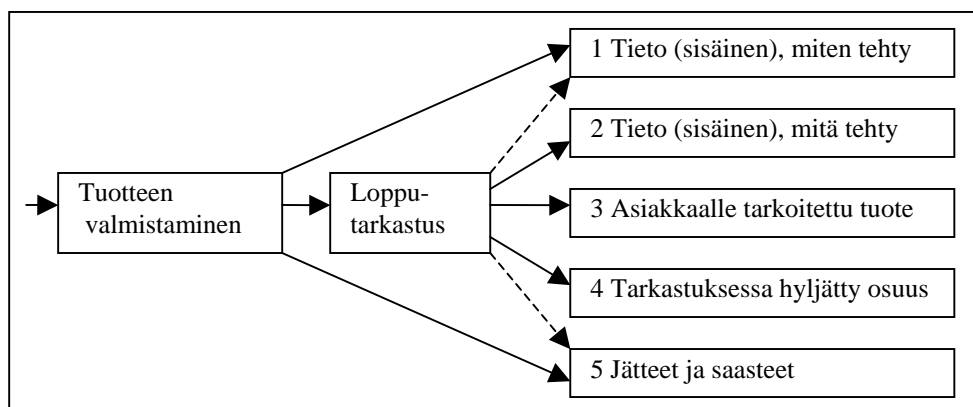 1 Tieto (sisäinen), miten tehty
2 Tieto (sisäinen), mitä tehty
Tuotteen
valmistaminen
Loppu-
tarkastus
3 Asiakkaalle tarkoitettu tuote
4 Tarkastuksessa hyljätty osuus
5 Jätteet ja saasteet